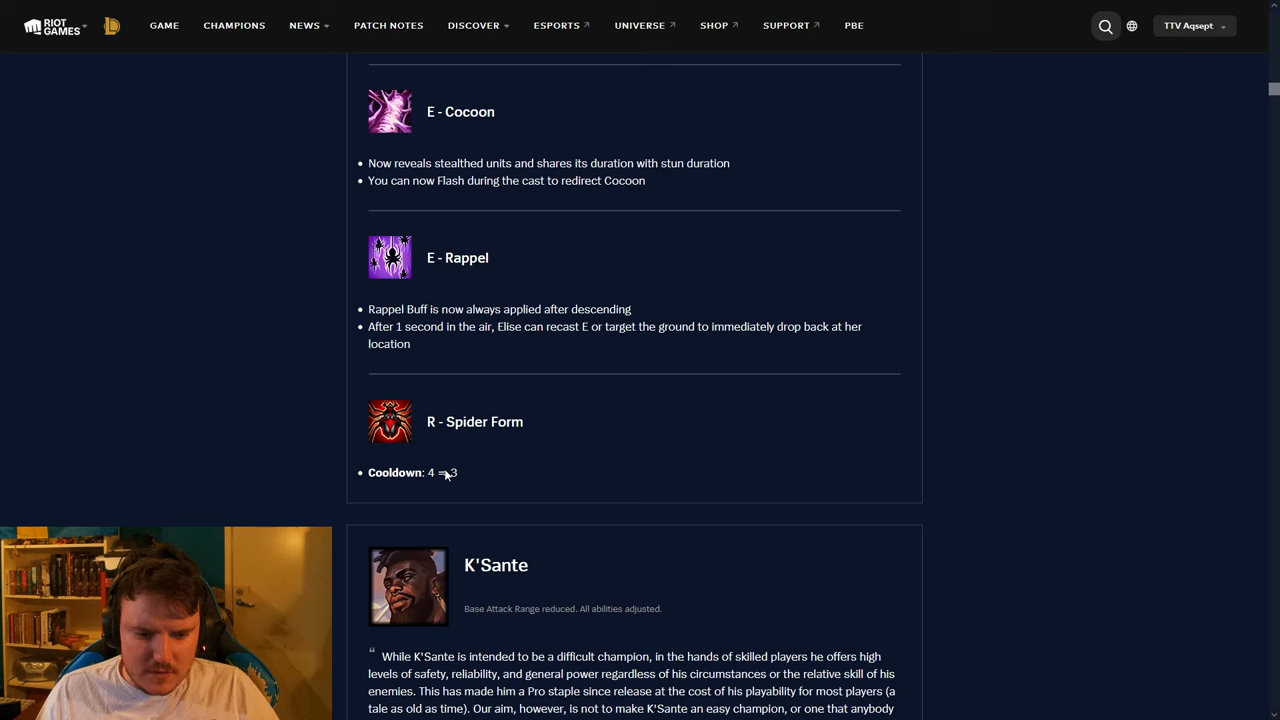 RIOT GAMES
GAME
CHAMPIONS
NEWS
PATCH NOTES
DISCOVER
ESPORTS
UNIVERSE
SHOP
SUPPORT
PBE
TTV Aqsept
E - Cocoon
• Now reveals stealthed units and shares its duration with stun duration
• You can now Flash during the cast to redirect Cocoon
E - Rappel
• Rappel Buff is now always applied after descending
• After 1 second in the air, Elise can recast E or target the ground to immediately drop back at her
location
R - Spider Form
• Cooldown: 4 ⇒ 3
K'Sante
Base Attack Range reduced. All abilities adjusted.
“ While K'Sante is intended to be a difficult champion, in the hands of skilled players he offers high
levels of safety, reliability, and general power regardless of his circumstances or the relative skill of his
enemies. This has made him a Pro staple since release at the cost of his playability for most players (a
tale as old as time). Our aim, however, is not to make K'Sante an easy champion, or one that anybody